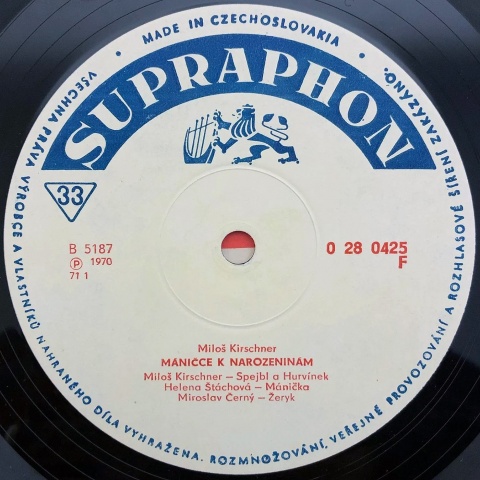 • MADE IN CZECHOSLOVAKIA •
SUPRAPHON
33
B 5187
Ⓟ 1970
71 1
0 28 0425
F
Miloš Kirschner
MÁNIČCE K NAROZENINÁM
Miloš Kirschner – Spejbl a Hurvínek
Helena Štáchová – Mánička
Miroslav Černý – Žeryk
VŠECHNA PRÁVA VÝROBCE A VLASTNÍKŮ NAHRANÉHO DÍLA VYHRAŽENA. ROZMNOŽOVÁNÍ, VEŘEJNÉ PROVOZOVÁNÍ A ROZHLASOVÉ ŠÍŘENÍ ZAKÁZÁNO.